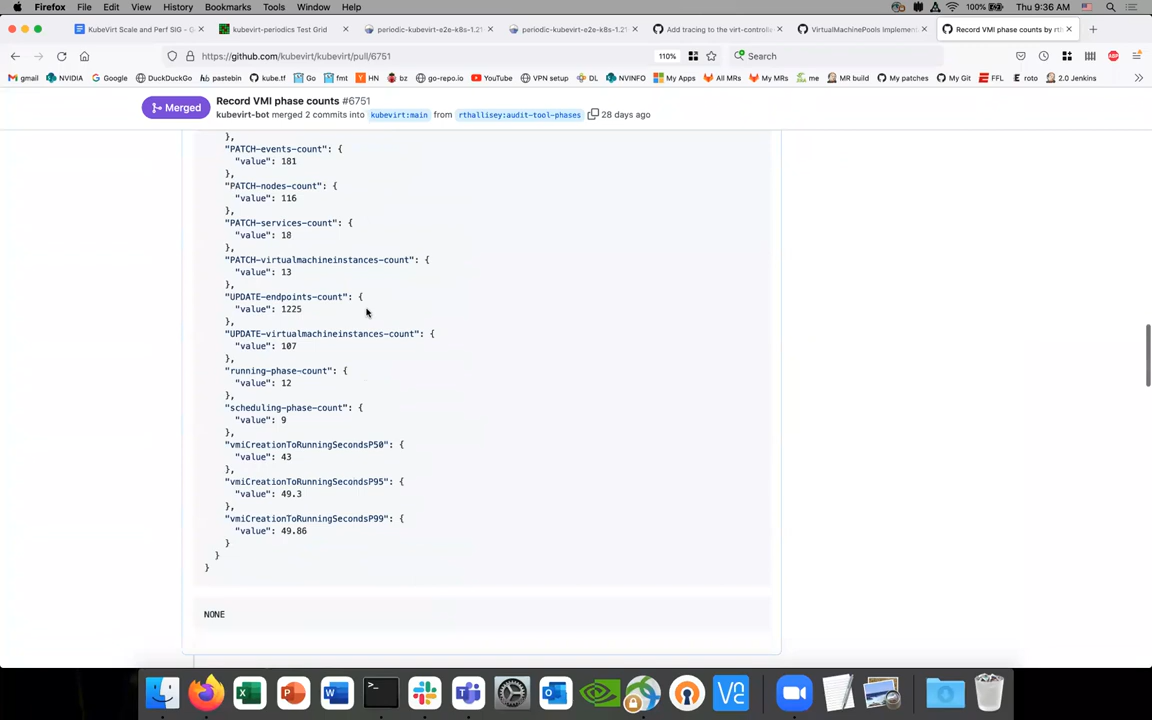 Firefox File Edit View History Bookmarks Tools Window Help 100% Thu 9:36 AM
KubeVirt Scale and Perf SIG - G
kubevirt-periodics Test Grid
periodic-kubevirt-e2e-k8s-1.21
periodic-kubevirt-e2e-k8s-1.21
Add tracing to the virt-controlle
VirtualMachinePools Implement
Record VMI phase counts by rth
https://github.com/kubevirt/kubevirt/pull/6751 110% Search
gmail NVIDIA Google DuckDuckGo pastebin kube.tf Go fmt HN bz go-repo.io YouTube VPN setup DL NVINFO My Apps All MRs My MRs me MR build My patches My Git FFL roto 2.0 Jenkins
Merged
Record VMI phase counts #6751
kubevirt-bot merged 2 commits into kubevirt:main from rthallisey:audit-tool-phases 28 days ago
},
"PATCH-events-count": {
"value": 181
},
"PATCH-nodes-count": {
"value": 116
},
"PATCH-services-count": {
"value": 18
},
"PATCH-virtualmachineinstances-count": {
"value": 13
},
"UPDATE-endpoints-count": {
"value": 1225
},
"UPDATE-virtualmachineinstances-count": {
"value": 107
},
"running-phase-count": {
"value": 12
},
"scheduling-phase-count": {
"value": 9
},
"vmiCreationToRunningSecondsP50": {
"value": 43
},
"vmiCreationToRunningSecondsP95": {
"value": 49.3
},
"vmiCreationToRunningSecondsP99": {
"value": 49.86
}
}
}
NONE